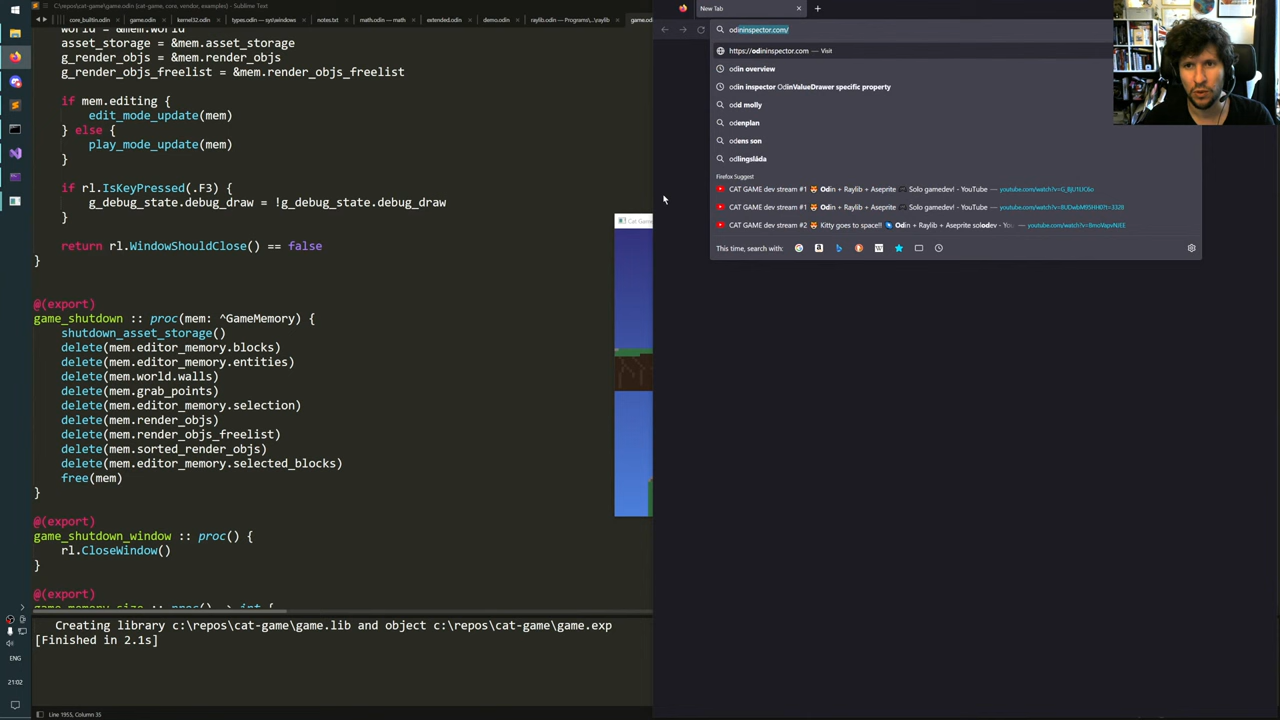 C:\repos\cat-game\game.odin (cat-game, core, vendor, examples) - Sublime Text
core_builtin.odin
game.odin
kernel32.odin
types.odin — sys\windows
notes.txt
math.odin — math
extended.odin
demo.odin
raylib.odin — Programs\...\raylib
game.od
world = &mem.world
asset_storage = &mem.asset_storage
g_render_objs = &mem.render_objs
g_render_objs_freelist = &mem.render_objs_freelist
if mem.editing {
edit_mode_update(mem)
} else {
play_mode_update(mem)
}
if rl.IsKeyPressed(.F3) {
g_debug_state.debug_draw = !g_debug_state.debug_draw
}
return rl.WindowShouldClose() == false
}
@(export)
game_shutdown :: proc(mem: ^GameMemory) {
shutdown_asset_storage()
delete(mem.editor_memory.blocks)
delete(mem.editor_memory.entities)
delete(mem.world.walls)
delete(mem.grab_points)
delete(mem.editor_memory.selection)
delete(mem.render_objs)
delete(mem.render_objs_freelist)
delete(mem.sorted_render_objs)
delete(mem.editor_memory.selected_blocks)
free(mem)
}
@(export)
game_shutdown_window :: proc() {
rl.CloseWindow()
}
@(export)
game_memory_size :: proc() -> int {
Creating library c:\repos\cat-game\game.lib and object c:\repos\cat-game\game.exp
[Finished in 2.1s]
ENG
21:02
Line 1955, Column 35
Cat Game
New Tab
odininspector.com/
https://odininspector.com — Visit
odin overview
odin inspector OdinValueDrawer specific property
odd molly
odenplan
odens son
odlingslåda
Firefox Suggest
CAT GAME dev stream #1 Odin + Raylib + Aseprite Solo gamedev! - YouTube — youtube.com/watch?v=G_BjU1tJC6o
CAT GAME dev stream #1 Odin + Raylib + Aseprite Solo gamedev! - YouTube —
CAT GAME dev stream #2 Kitty goes to space!! Odin + Raylib + Aseprite solodev - You… — youtube.com/watch?v=8moVapvNJEE
This time, search with: